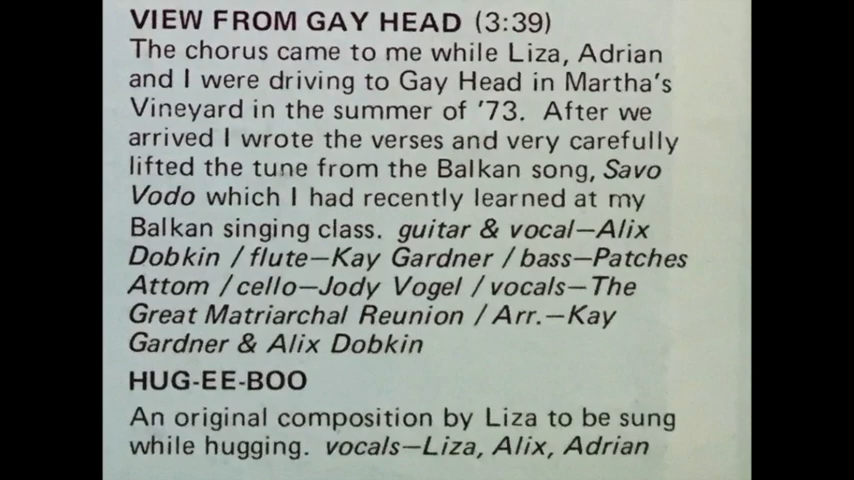 VIEW FROM GAY HEAD (3:39)
The chorus came to me while Liza, Adrian
and I were driving to Gay Head in Martha's
Vineyard in the summer of '73. After we
arrived I wrote the verses and very carefully
lifted the tune from the Balkan song, Savo
Vodo which I had recently learned at my
Balkan singing class. guitar & vocal—Alix
Dobkin / flute—Kay Gardner / bass—Patches
Attom / cello—Jody Vogel / vocals—The
Great Matriarchal Reunion / Arr.—Kay
Gardner & Alix Dobkin
HUG-EE-BOO
An original composition by Liza to be sung
while hugging. vocals—Liza, Alix, Adrian